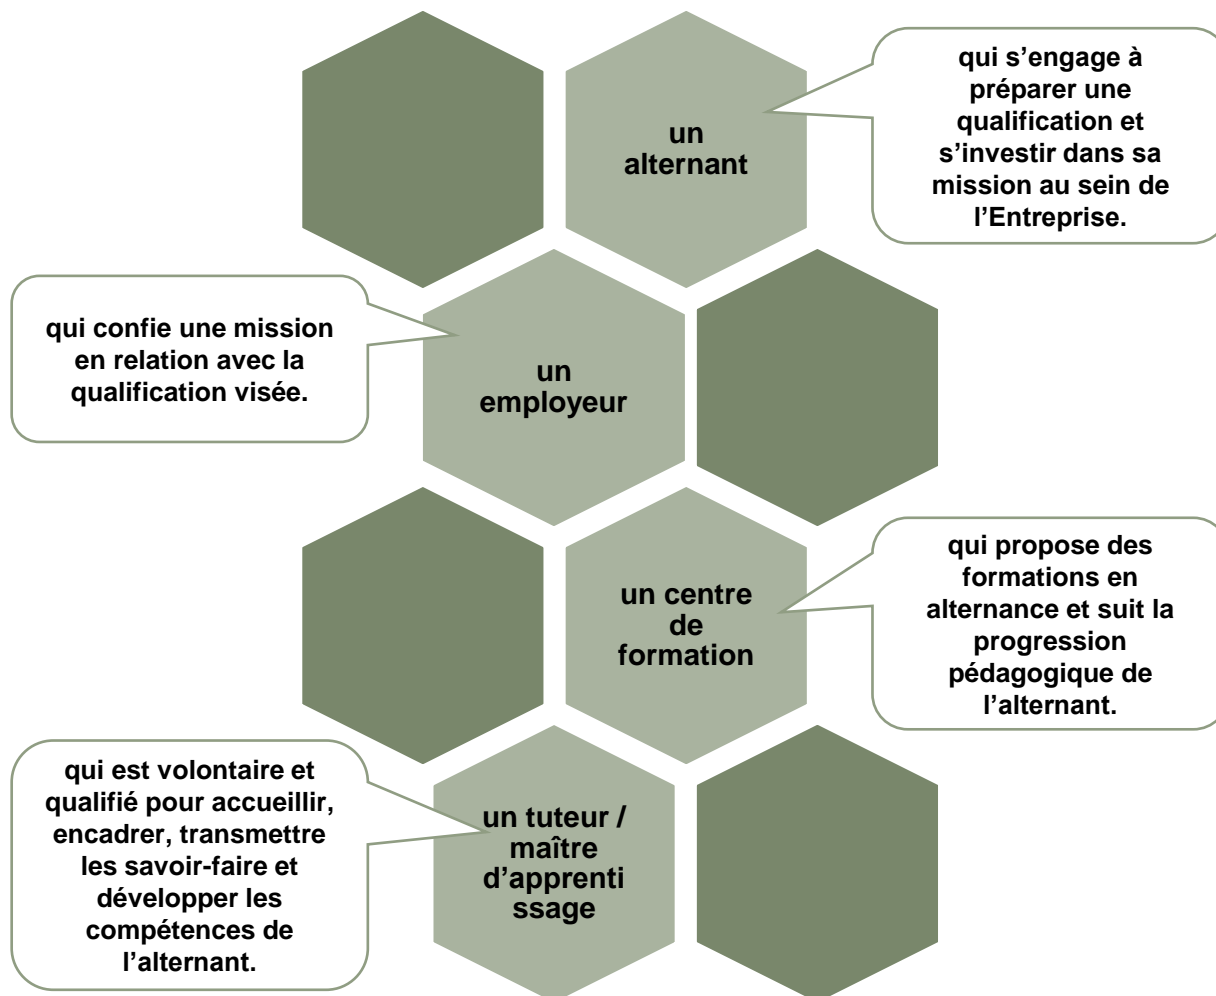 un
alternant
qui s’engage à
préparer une
qualification et
s’investir dans sa
mission au sein de
l’Entreprise.
qui confie une mission
en relation avec la
qualification visée.
un
employeur
un centre
de
formation
qui propose des
formations en
alternance et suit la
progression
pédagogique de
l’alternant.
qui est volontaire et
qualifié pour accueillir,
encadrer, transmettre
les savoir-faire et
développer les
compétences de
l’alternant.
un tuteur /
maître
d’apprenti
ssage